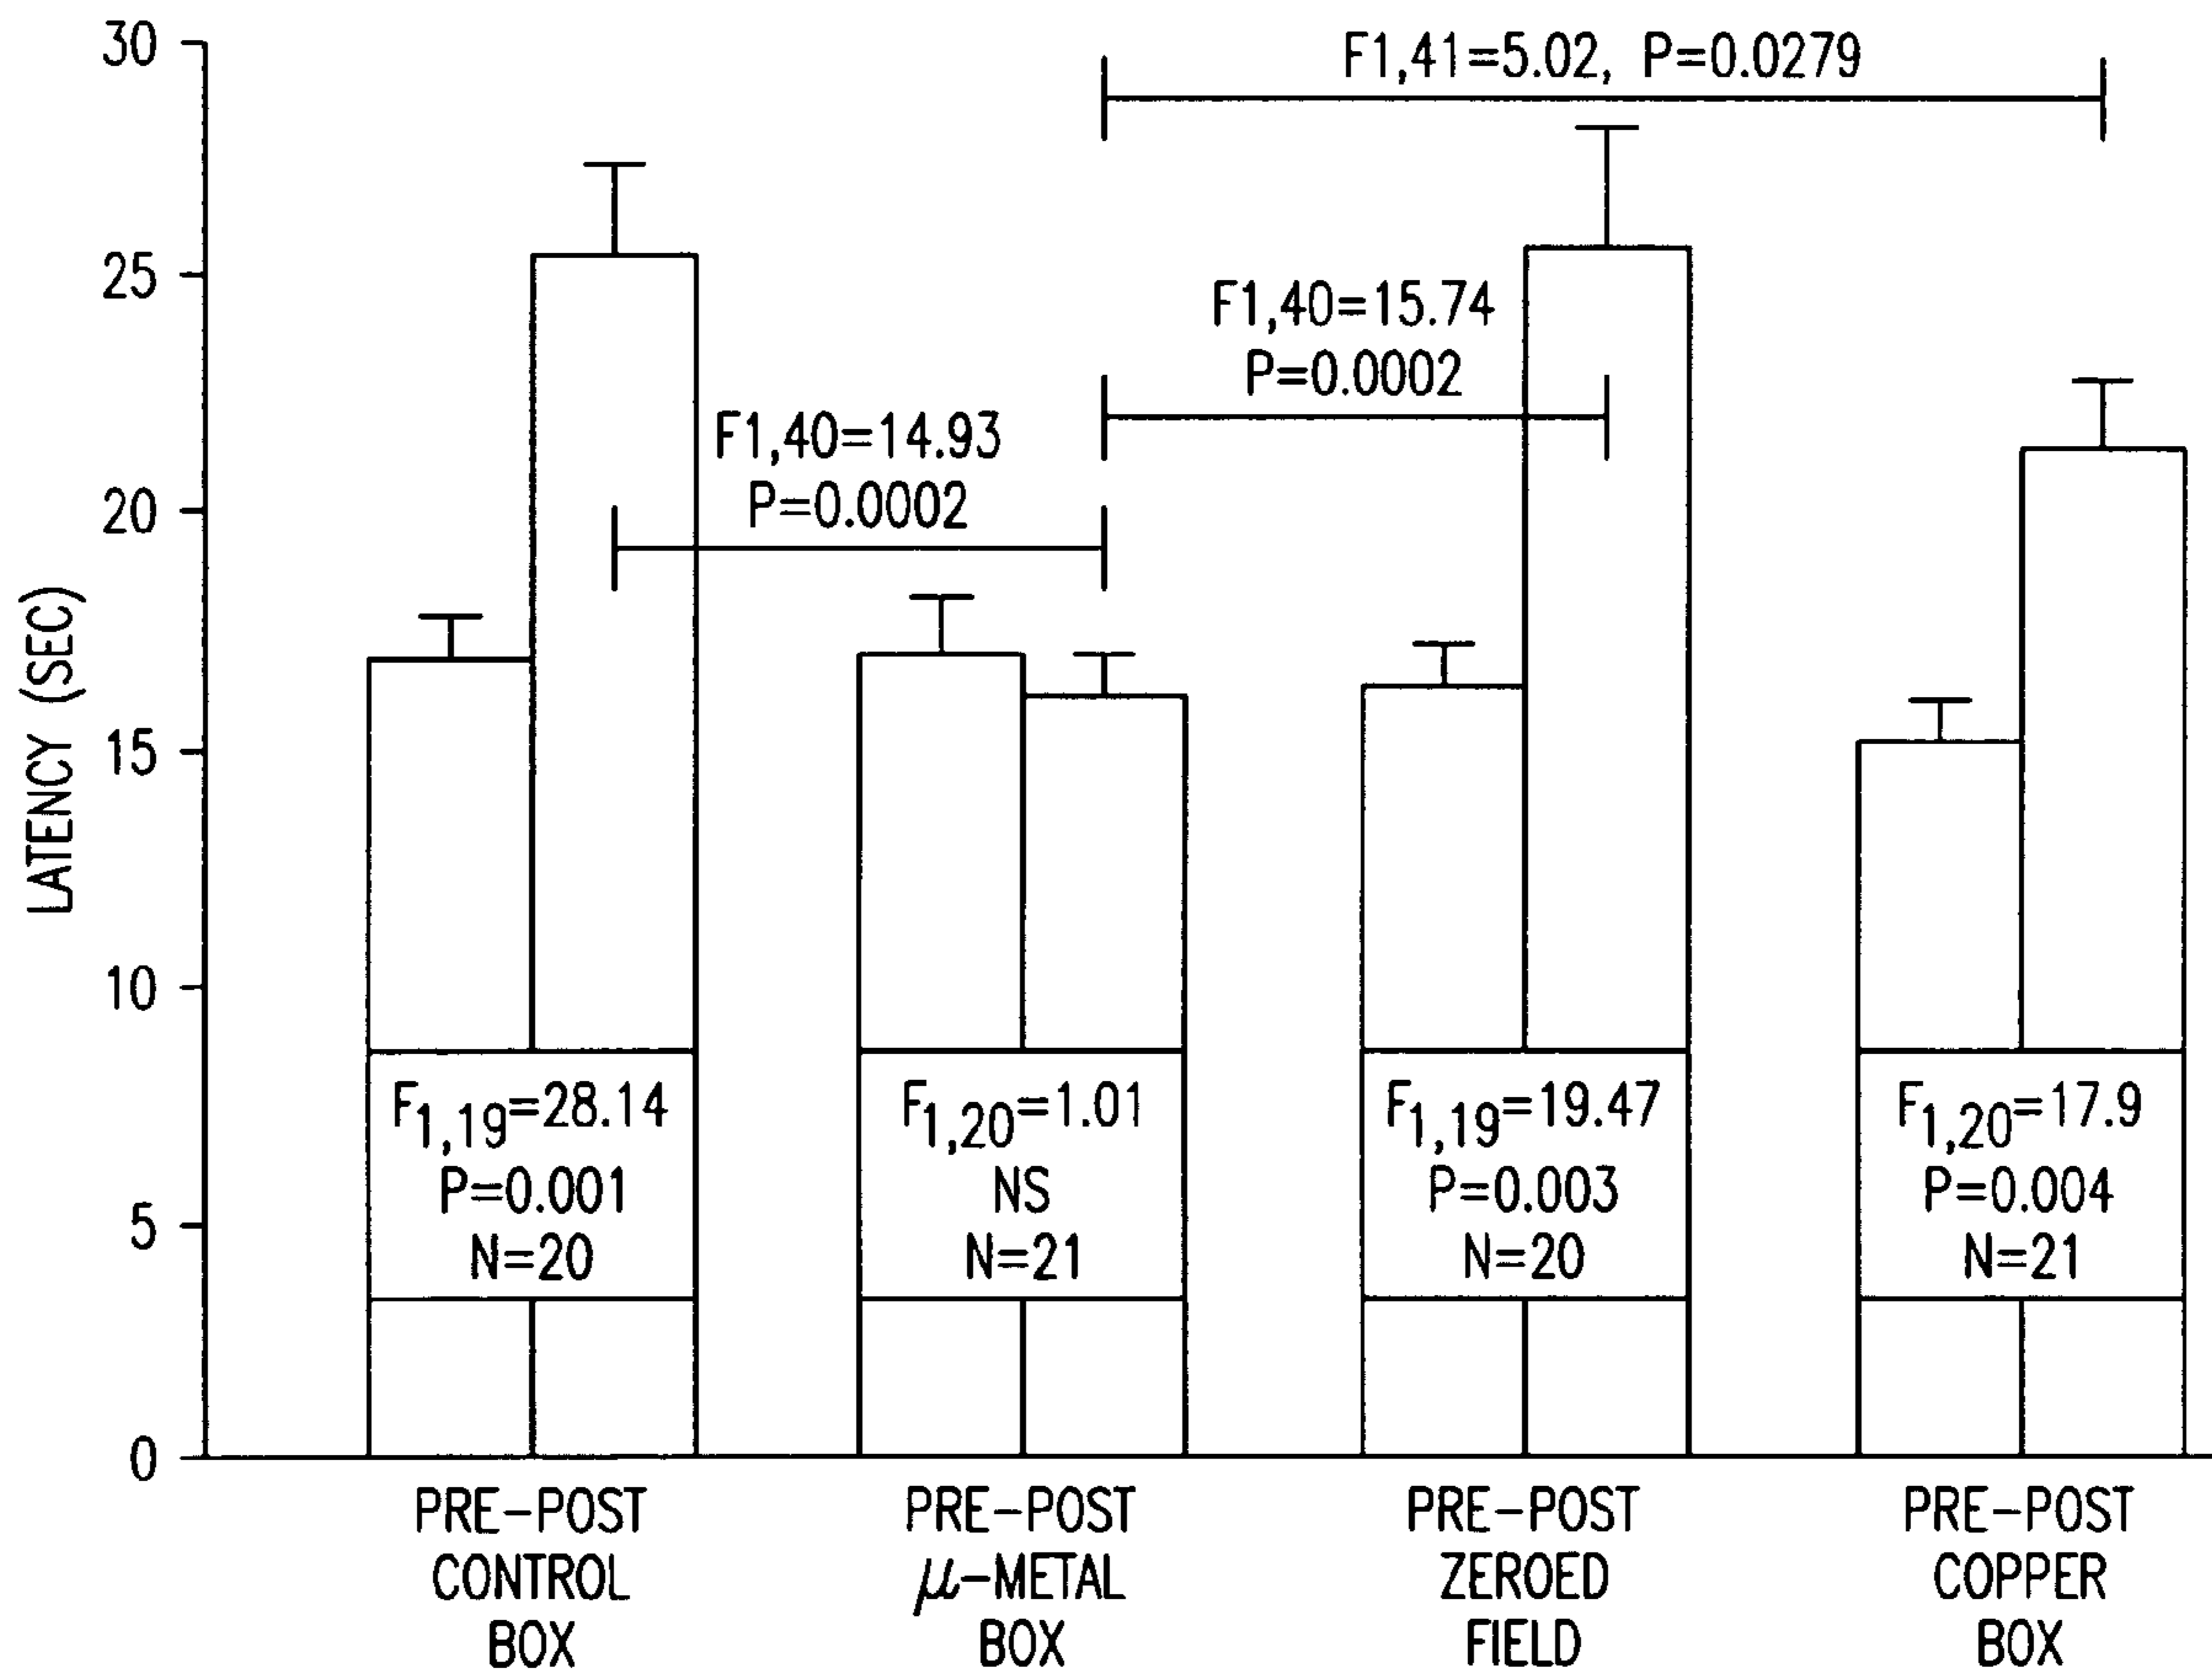 30
25
20
15
10
5
0
LATENCY (SEC)
F1,41=5.02, P=0.0279
F1,40=15.74
P=0.0002
F1,40=14.93
P=0.0002
F1,19=28.14
P=0.001
N=20
F1,20=1.01
NS
N=21
F1,19=19.47
P=0.003
N=20
F1,20=17.9
P=0.004
N=21
PRE-POST
CONTROL
BOX
PRE-POST
μ-METAL
BOX
PRE-POST
ZEROED
FIELD
PRE-POST
COPPER
BOX